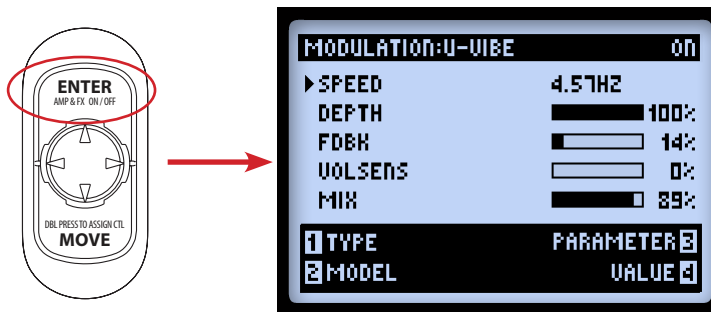 ENTER
AMP & FX ON / OFF
DBL PRESS TO ASSIGN CTL
MOVE
MODULATION:U-VIBE ON
SPEED 4.57HZ
DEPTH 100%
FDBK 14%
VOLSENS 0%
MIX 89%
1 TYPE PARAMETER 3
2 MODEL VALUE 4